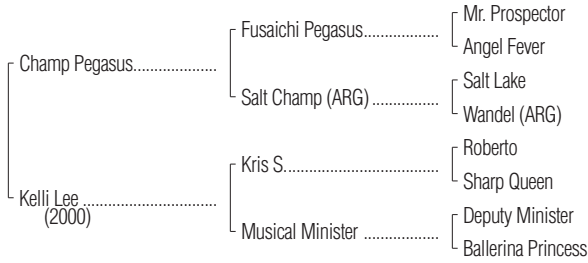 Mr. Prospector
Fusaichi Pegasus..................
Angel Fever
Champ Pegasus....................
Salt Lake
Salt Champ (ARG) ................
Wandel (ARG)
Roberto
Kris S.....................................
Sharp Queen
Kelli Lee ................................
(2000)
Deputy Minister
Musical Minister ..................
Ballerina Princess